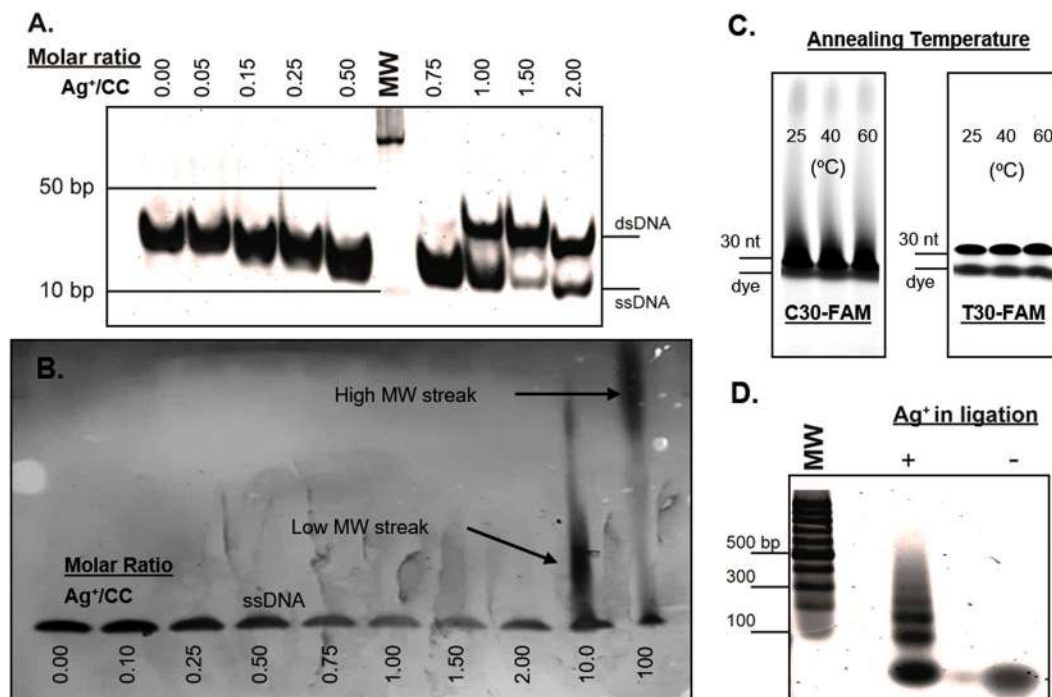 A.
Molar ratio
Ag⁺/CC
0.00 0.05 0.15 0.25 0.50 MW 0.75 1.00 1.50 2.00
50 bp
dsDNA
10 bp
ssDNA
B.
High MW streak
Low MW streak
Molar Ratio
Ag⁺/CC
ssDNA
0.00 0.10 0.25 0.50 0.75 1.00 1.50 2.00 10.0 100
C.
Annealing Temperature
25 40 60
(ºC)
30 nt
dye
C30-FAM
25 40 60
(ºC)
30 nt
dye
T30-FAM
D.
Ag⁺ in ligation
MW + -
500 bp
300
100